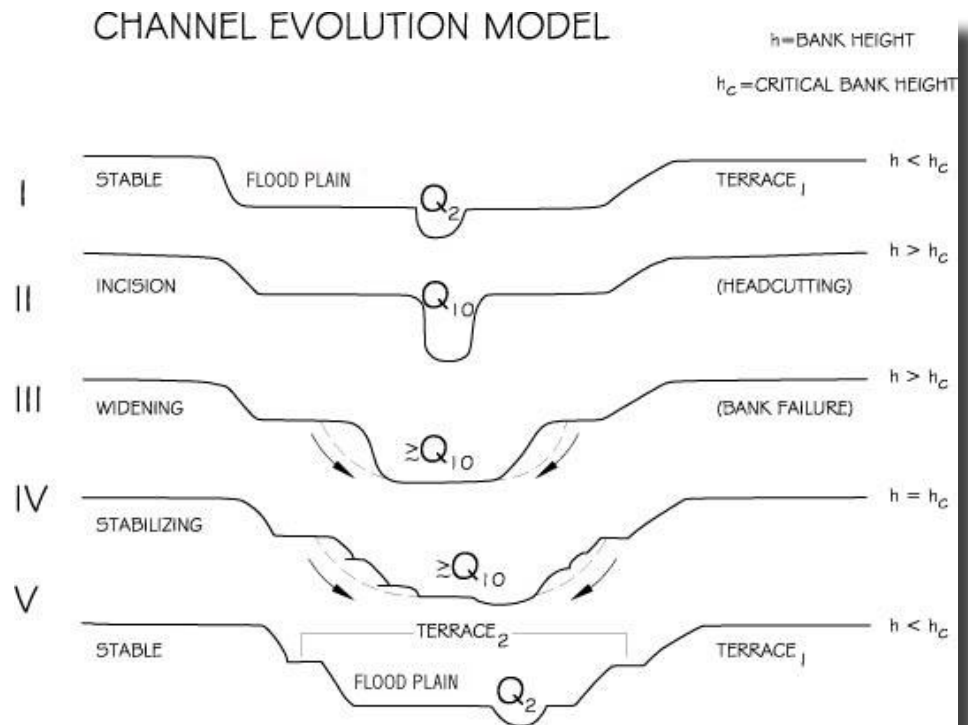 CHANNEL EVOLUTION MODEL
h=BANK HEIGHT
hc=CRITICAL BANK HEIGHT
I
STABLE
FLOOD PLAIN
Q2
TERRACE1
h < hc
II
INCISION
Q10
(HEADCUTTING)
h > hc
III
WIDENING
≳Q10
(BANK FAILURE)
h > hc
IV
STABILIZING
≳Q10
h = hc
V
STABLE
TERRACE2
FLOOD PLAIN
Q2
TERRACE1
h < hc